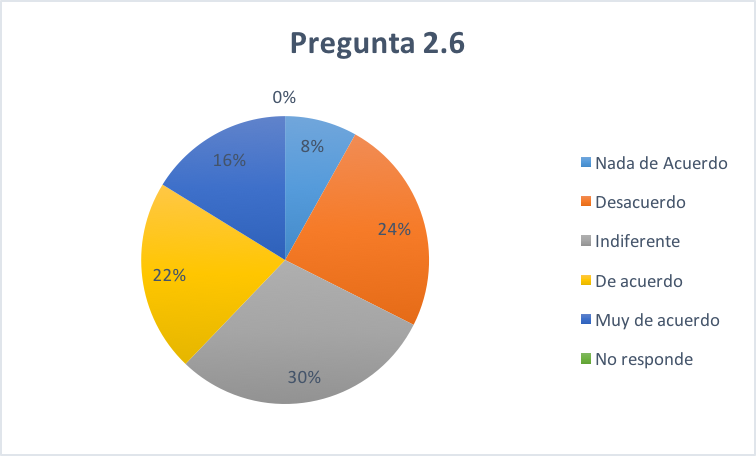 Pregunta 2.6
0%
8%
16%
24%
22%
30%
Nada de Acuerdo
Desacuerdo
Indiferente
De acuerdo
Muy de acuerdo
No responde